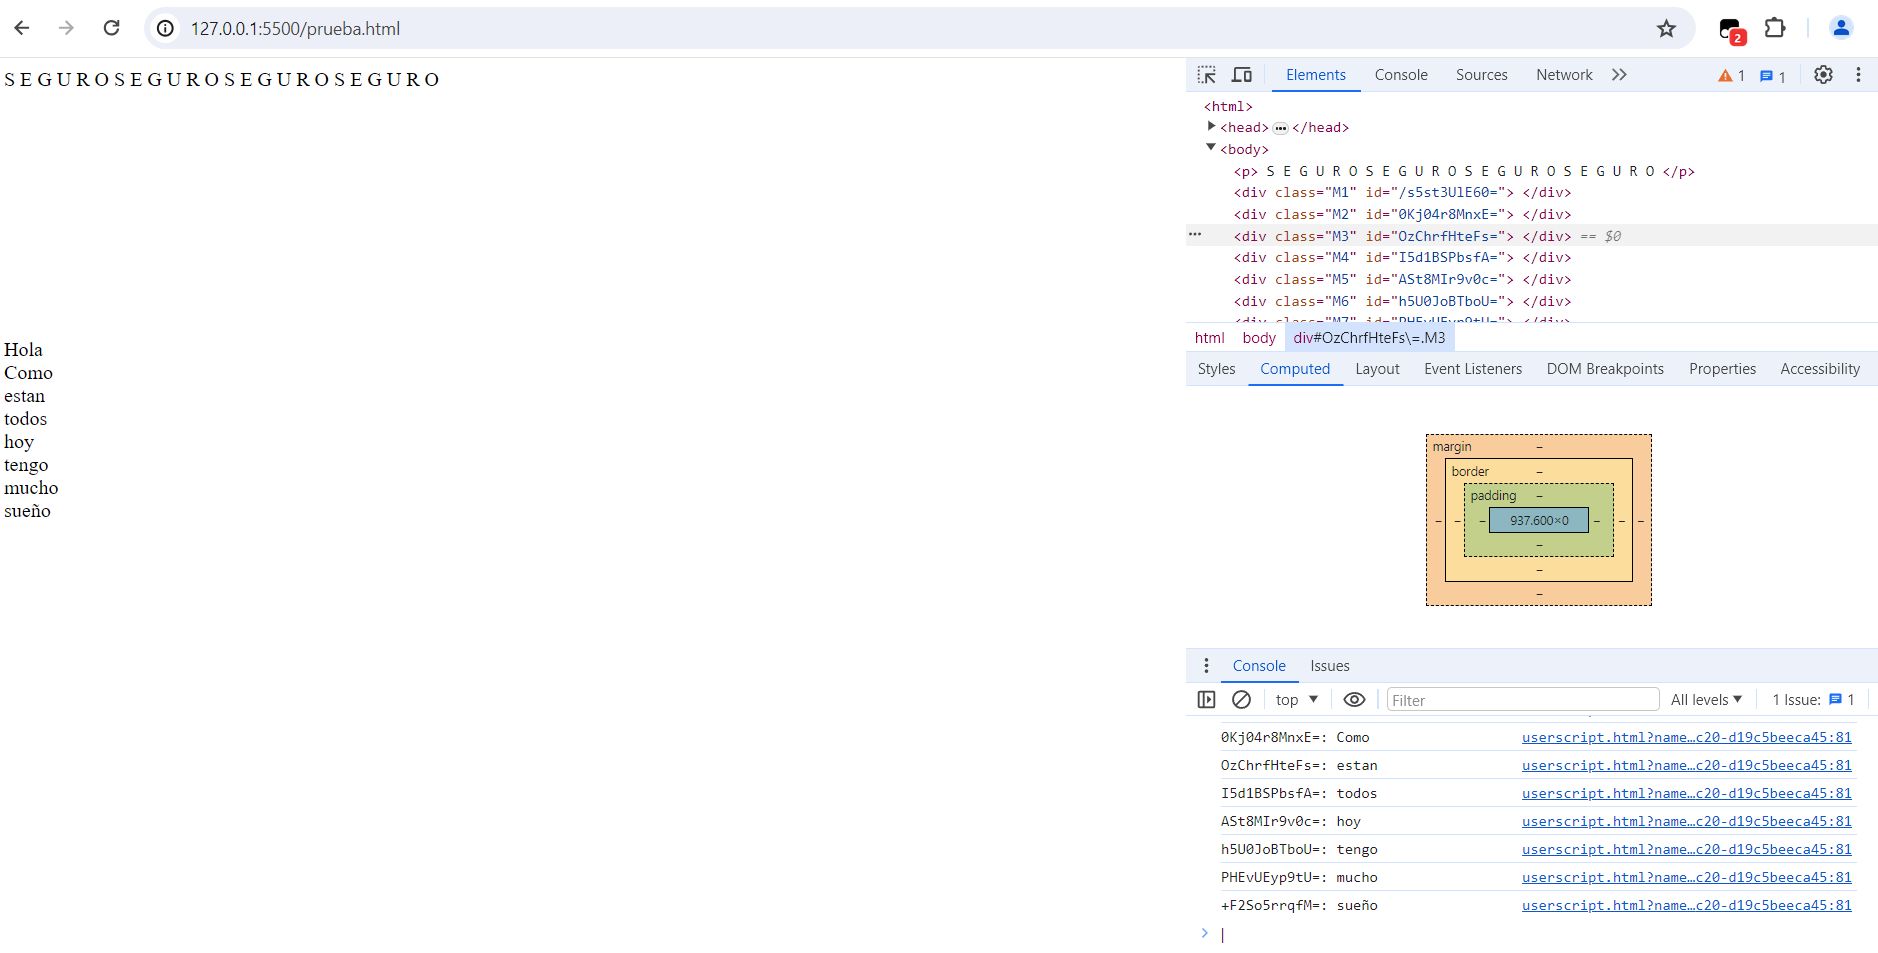 127.0.0.1:5500/prueba.html
2
S E G U R O S E G U R O S E G U R O S E G U R O
Hola
Como
estan
todos
hoy
tengo
mucho
sueño
Elements Console Sources Network 1 1
<html>
<head> ••• </head>
<body>
<p> S E G U R O S E G U R O S E G U R O S E G U R O </p>
<div class="M1" id="/s5st3UlE60="> </div>
<div class="M2" id="0Kj04r8MnxE="> </div>
<div class="M3" id="OzChrfHteFs="> </div> == $0
<div class="M4" id="I5d1BSPbsfA="> </div>
<div class="M5" id="ASt8MIr9v0c="> </div>
<div class="M6" id="h5U0JoBTboU="> </div>
<div class="M7" id="PHEvUEyp9tU="> </div>
html body div#OzChrfHteFs\=.M3
Styles Computed Layout Event Listeners DOM Breakpoints Properties Accessibility
margin –
border –
padding –
– – – 937.600×0 – – –
–
–
–
Console Issues
top Filter All levels 1 Issue: 1
0Kj04r8MnxE=: Como userscript.html?name…c20-d19c5beeca45:81
OzChrfHteFs=: estan userscript.html?name…c20-d19c5beeca45:81
I5d1BSPbsfA=: todos userscript.html?name…c20-d19c5beeca45:81
ASt8MIr9v0c=: hoy userscript.html?name…c20-d19c5beeca45:81
h5U0JoBTboU=: tengo userscript.html?name…c20-d19c5beeca45:81
PHEvUEyp9tU=: mucho userscript.html?name…c20-d19c5beeca45:81
+F2So5rrqfM=: sueño userscript.html?name…c20-d19c5beeca45:81